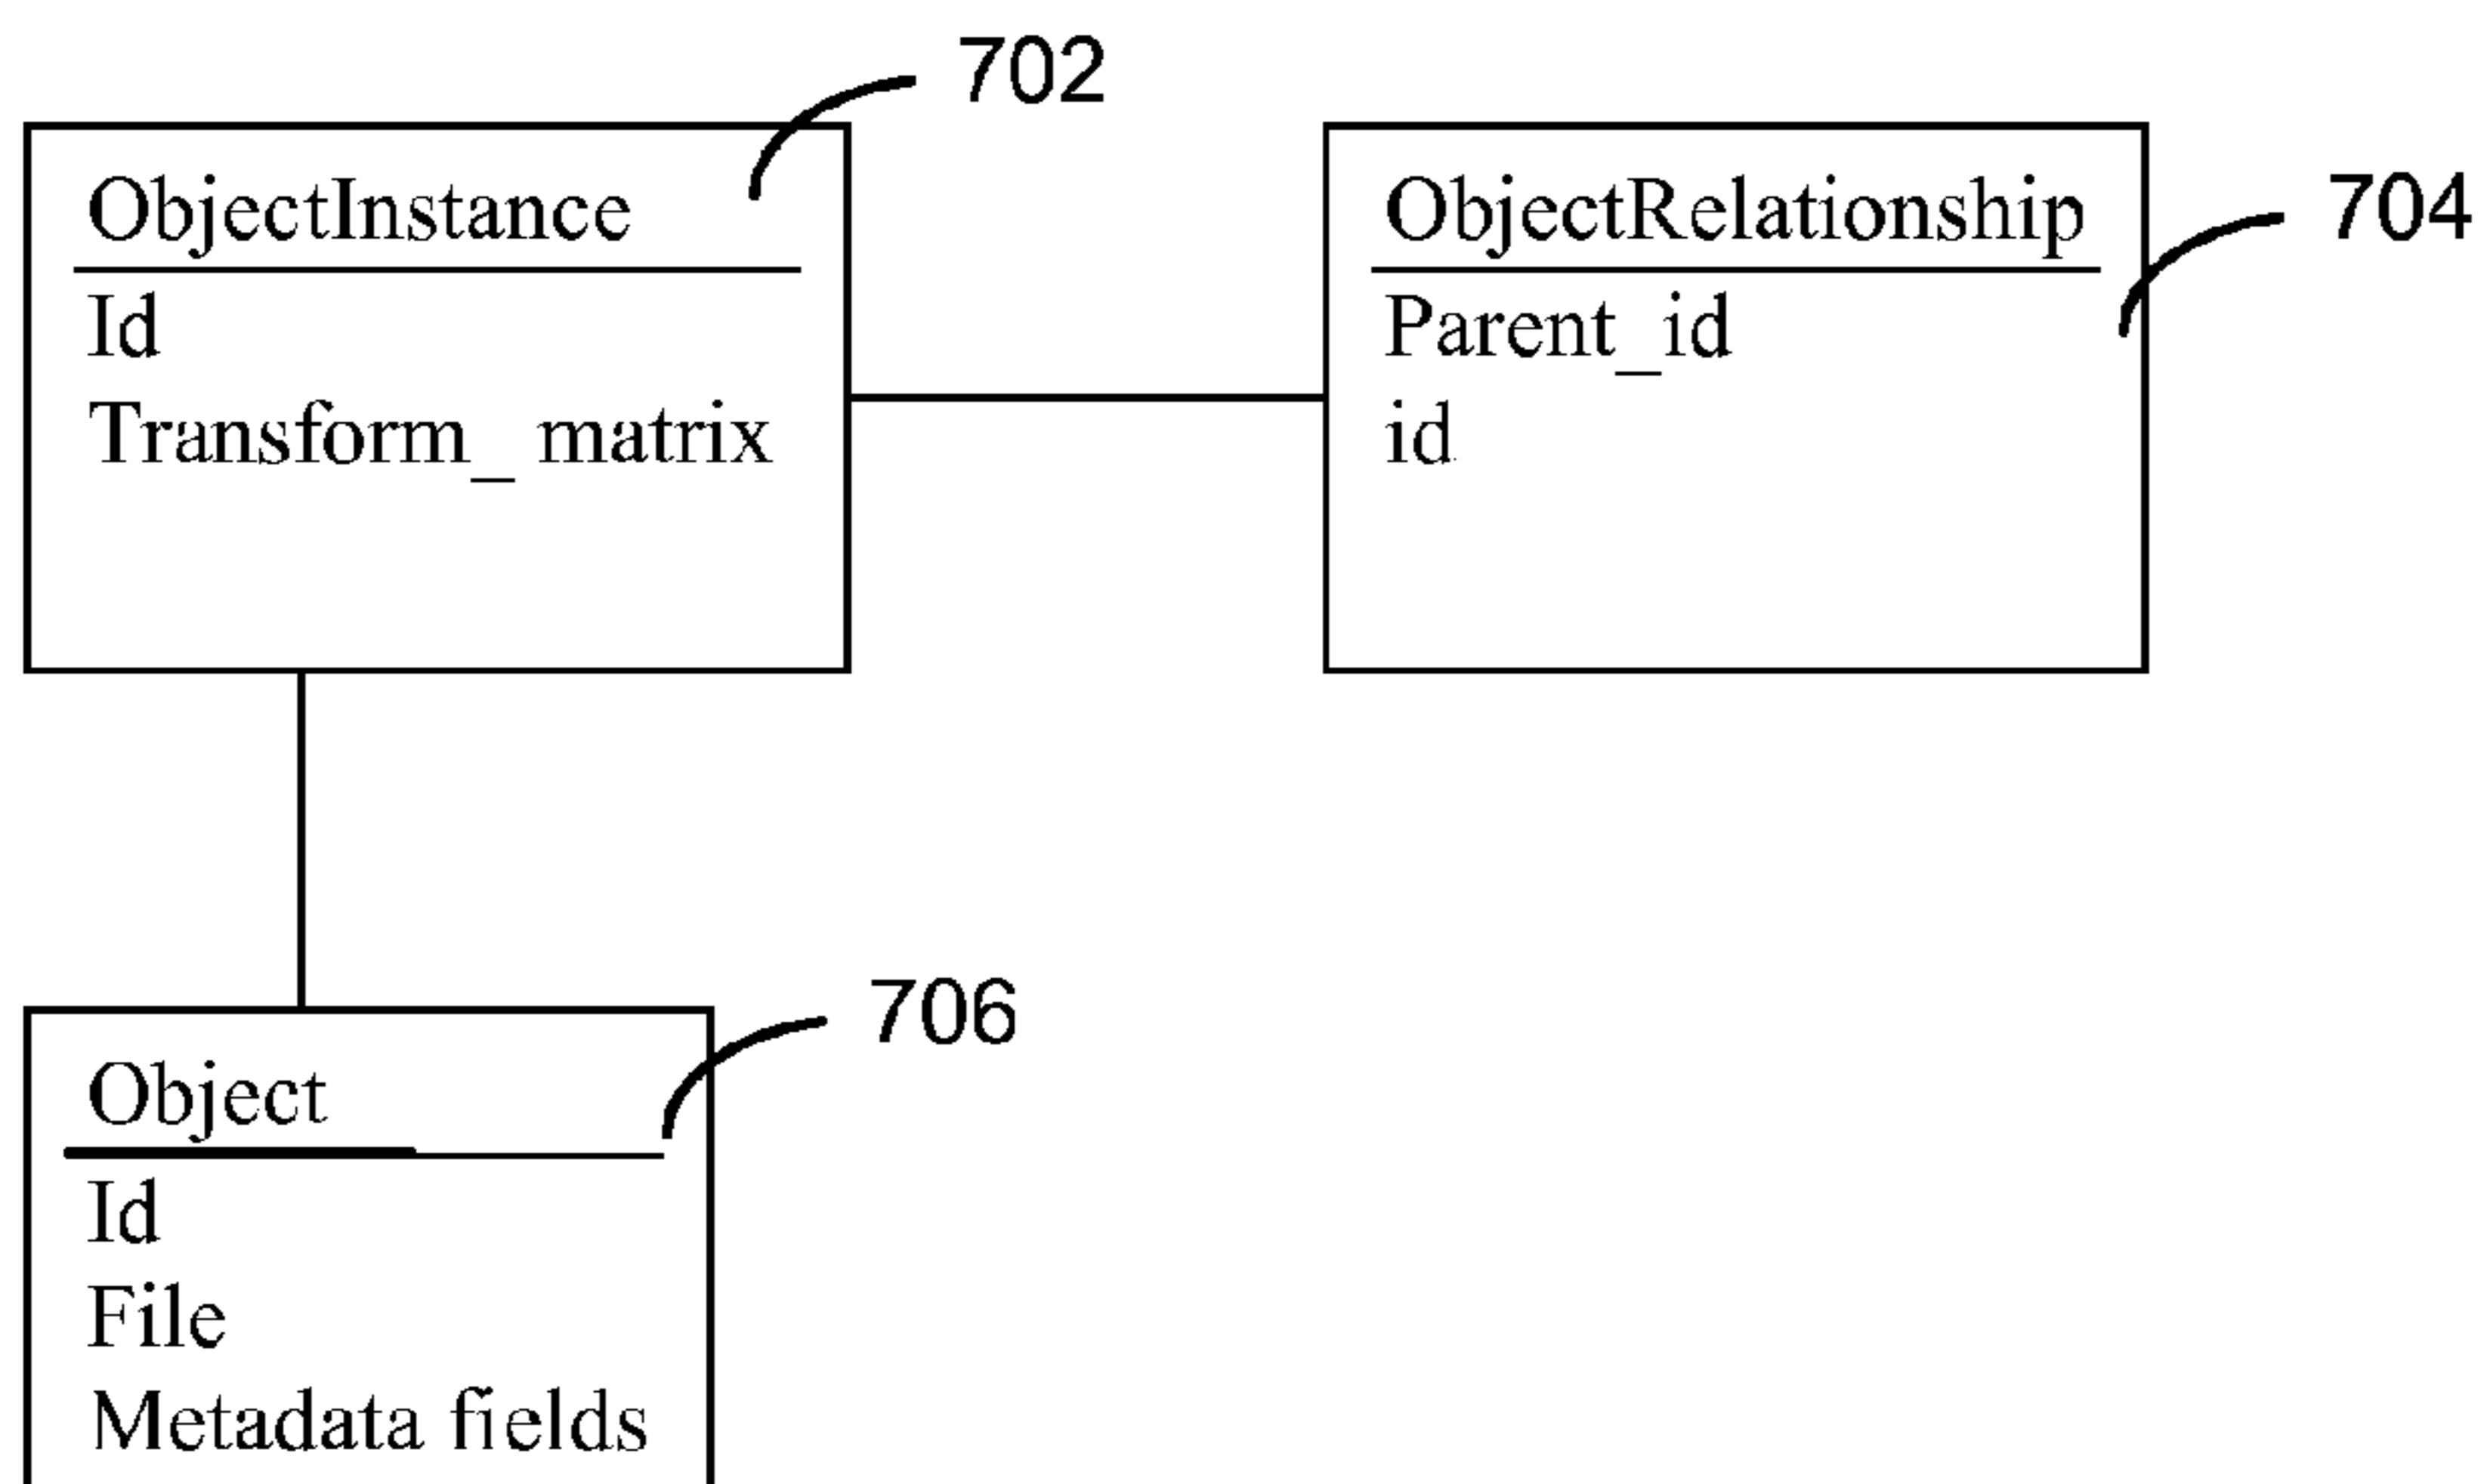 702
ObjectInstance
Id
Transform_ matrix
ObjectRelationship
Parent_id
id
704
706
Object
Id
File
Metadata fields